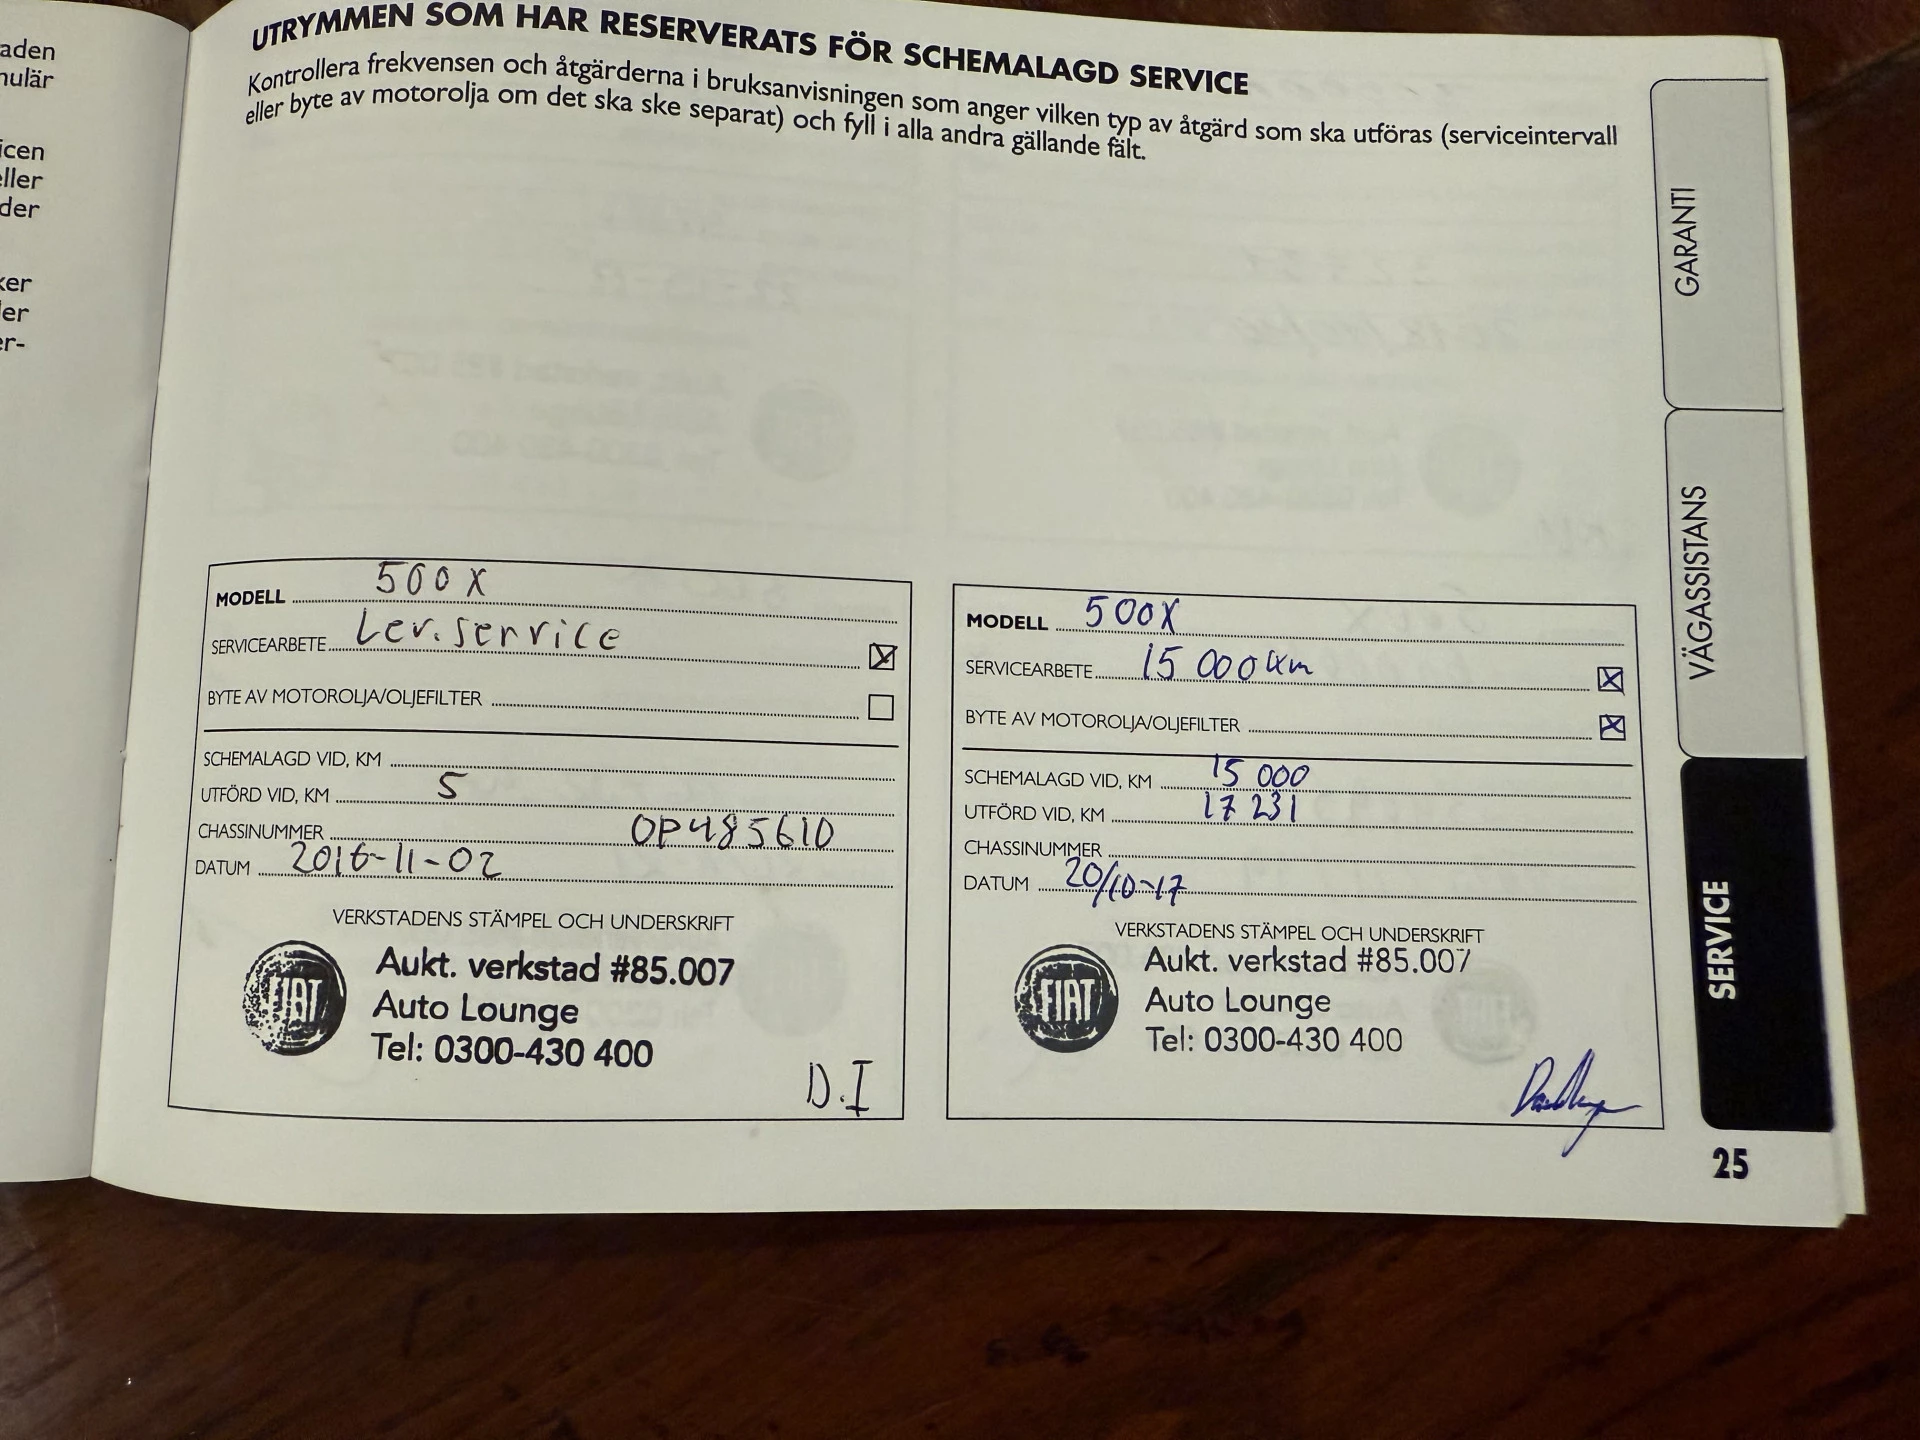 aden
nulär
icen
eller
der
ker
ler
er-
UTRYMMEN SOM HAR RESERVERATS FÖR SCHEMALAGD SERVICE
Kontrollera frekvensen och åtgärderna i bruksanvisningen som anger vilken typ av åtgärd som ska utföras (serviceintervall
eller byte av motorolja om det ska ske separat) och fyll i alla andra gällande fält.
MODELL 500X
SERVICEARBETE Lev.service
BYTE AV MOTOROLJA/OLJEFILTER
SCHEMALAGD VID, KM
UTFÖRD VID, KM 5
CHASSINUMMER OP485610
DATUM 2016-11-02
VERKSTADENS STÄMPEL OCH UNDERSKRIFT
FIAT
Aukt. verkstad #85.007
Auto Lounge
Tel: 0300-430 400
D.I
MODELL 500X
SERVICEARBETE 15 000 km
BYTE AV MOTOROLJA/OLJEFILTER
SCHEMALAGD VID, KM 15 000
UTFÖRD VID, KM 17 231
CHASSINUMMER
DATUM 20/10-17
VERKSTADENS STÄMPEL OCH UNDERSKRIFT
FIAT
Aukt. verkstad #85.007
Auto Lounge
Tel: 0300-430 400
GARANTI
VÄGASSISTANS
SERVICE
25